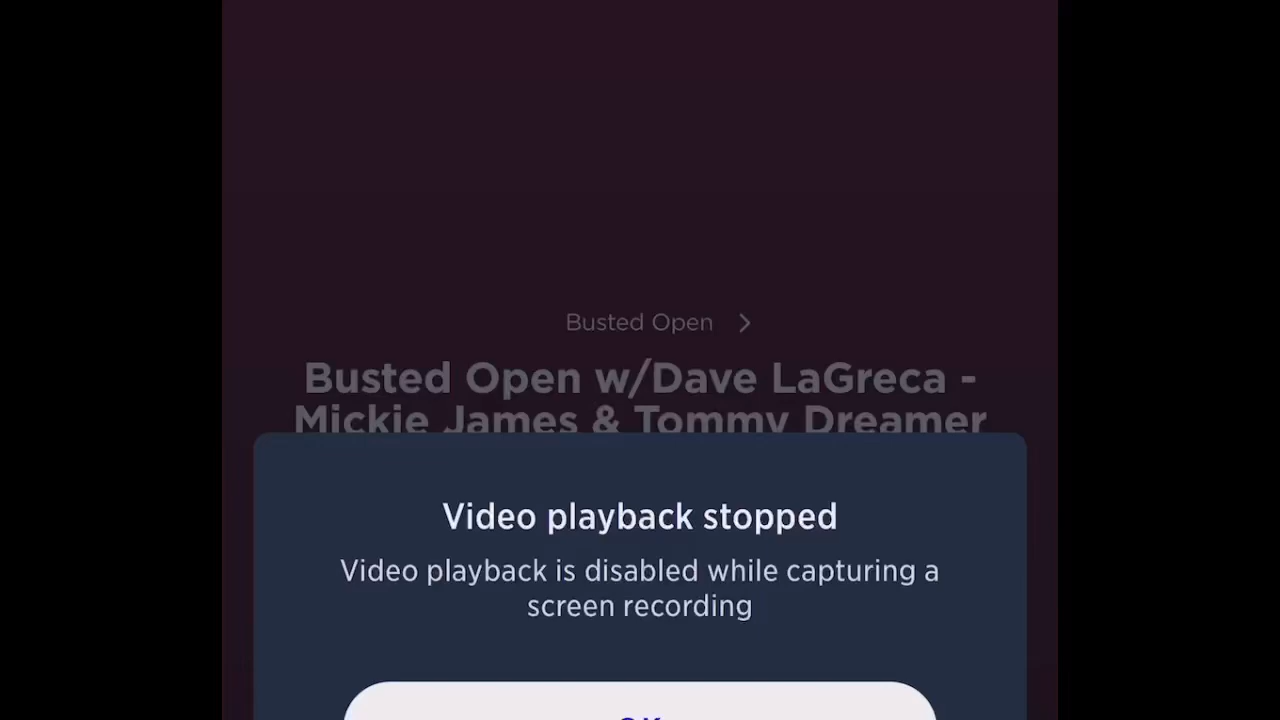 Busted Open
Busted Open w/Dave LaGreca -
Mickie James & Tommy Dreamer
Video playback stopped
Video playback is disabled while capturing a
screen recording
OK